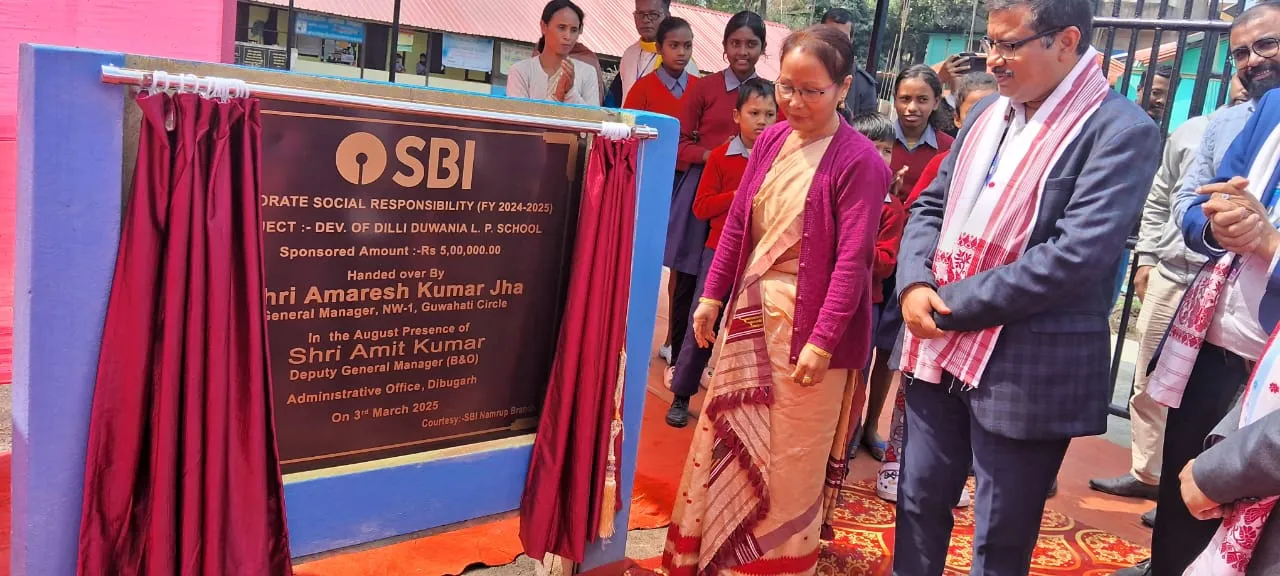 SBI
ORATE SOCIAL RESPONSIBILITY (FY 2024-2025)
JECT :- DEV. OF DILLI DUWANIA L. P. SCHOOL
Sponsored Amount :-Rs 5,00,000.00
Handed over By
hri Amaresh Kumar Jha
General Manager, NW-1, Guwahati Circle
In the August Presence of
Shri Amit Kumar
Deputy General Manager (B&O)
Administrative Office, Dibugarh
On 3rd March 2025
Courtesy:-SBI Namrup Branch